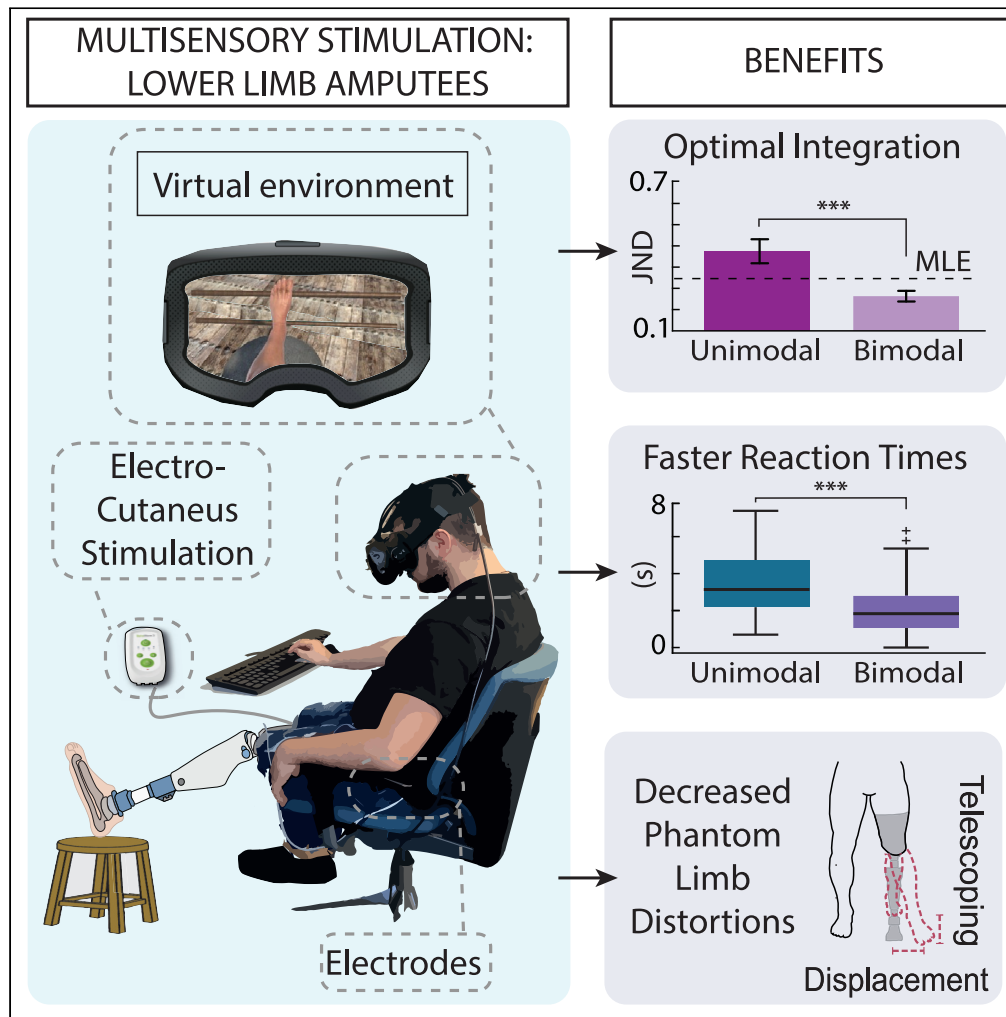 MULTISENSORY STIMULATION:
LOWER LIMB AMPUTEES
Virtual environment
Electro-
Cutaneus
Stimulation
Electrodes
BENEFITS
Optimal Integration
0.7
JND
0.1
***
MLE
Unimodal Bimodal
Faster Reaction Times
8
(s)
0
***
‡
Unimodal Bimodal
Decreased
Phantom
Limb
Distortions
Telescoping
Displacement